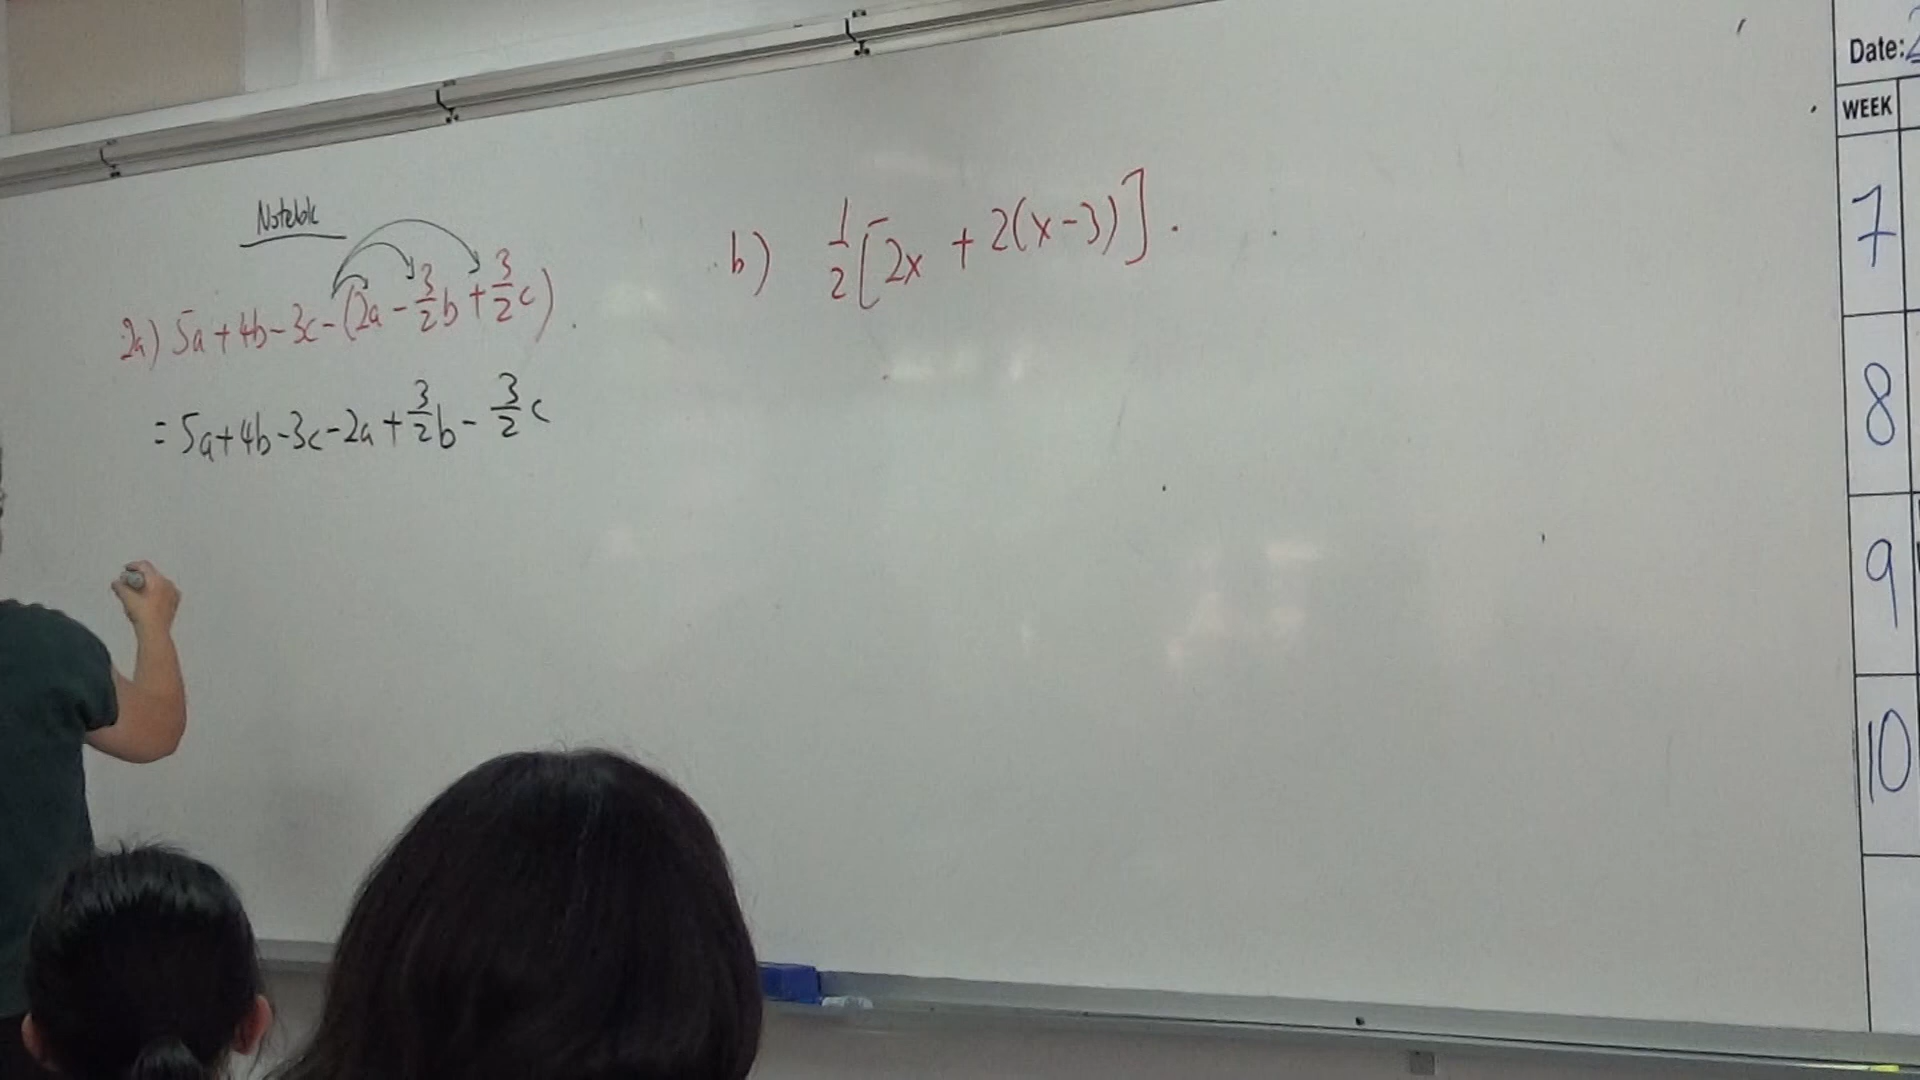 Notebk
2a) 5a + 4b - 3c - (2a - 3/2 b + 3/2 c).
= 5a + 4b - 3c - 2a + 3/2 b - 3/2 c
b) 1/2 [2x + 2(x - 3)].
Date:
WEEK
7
8
9
10